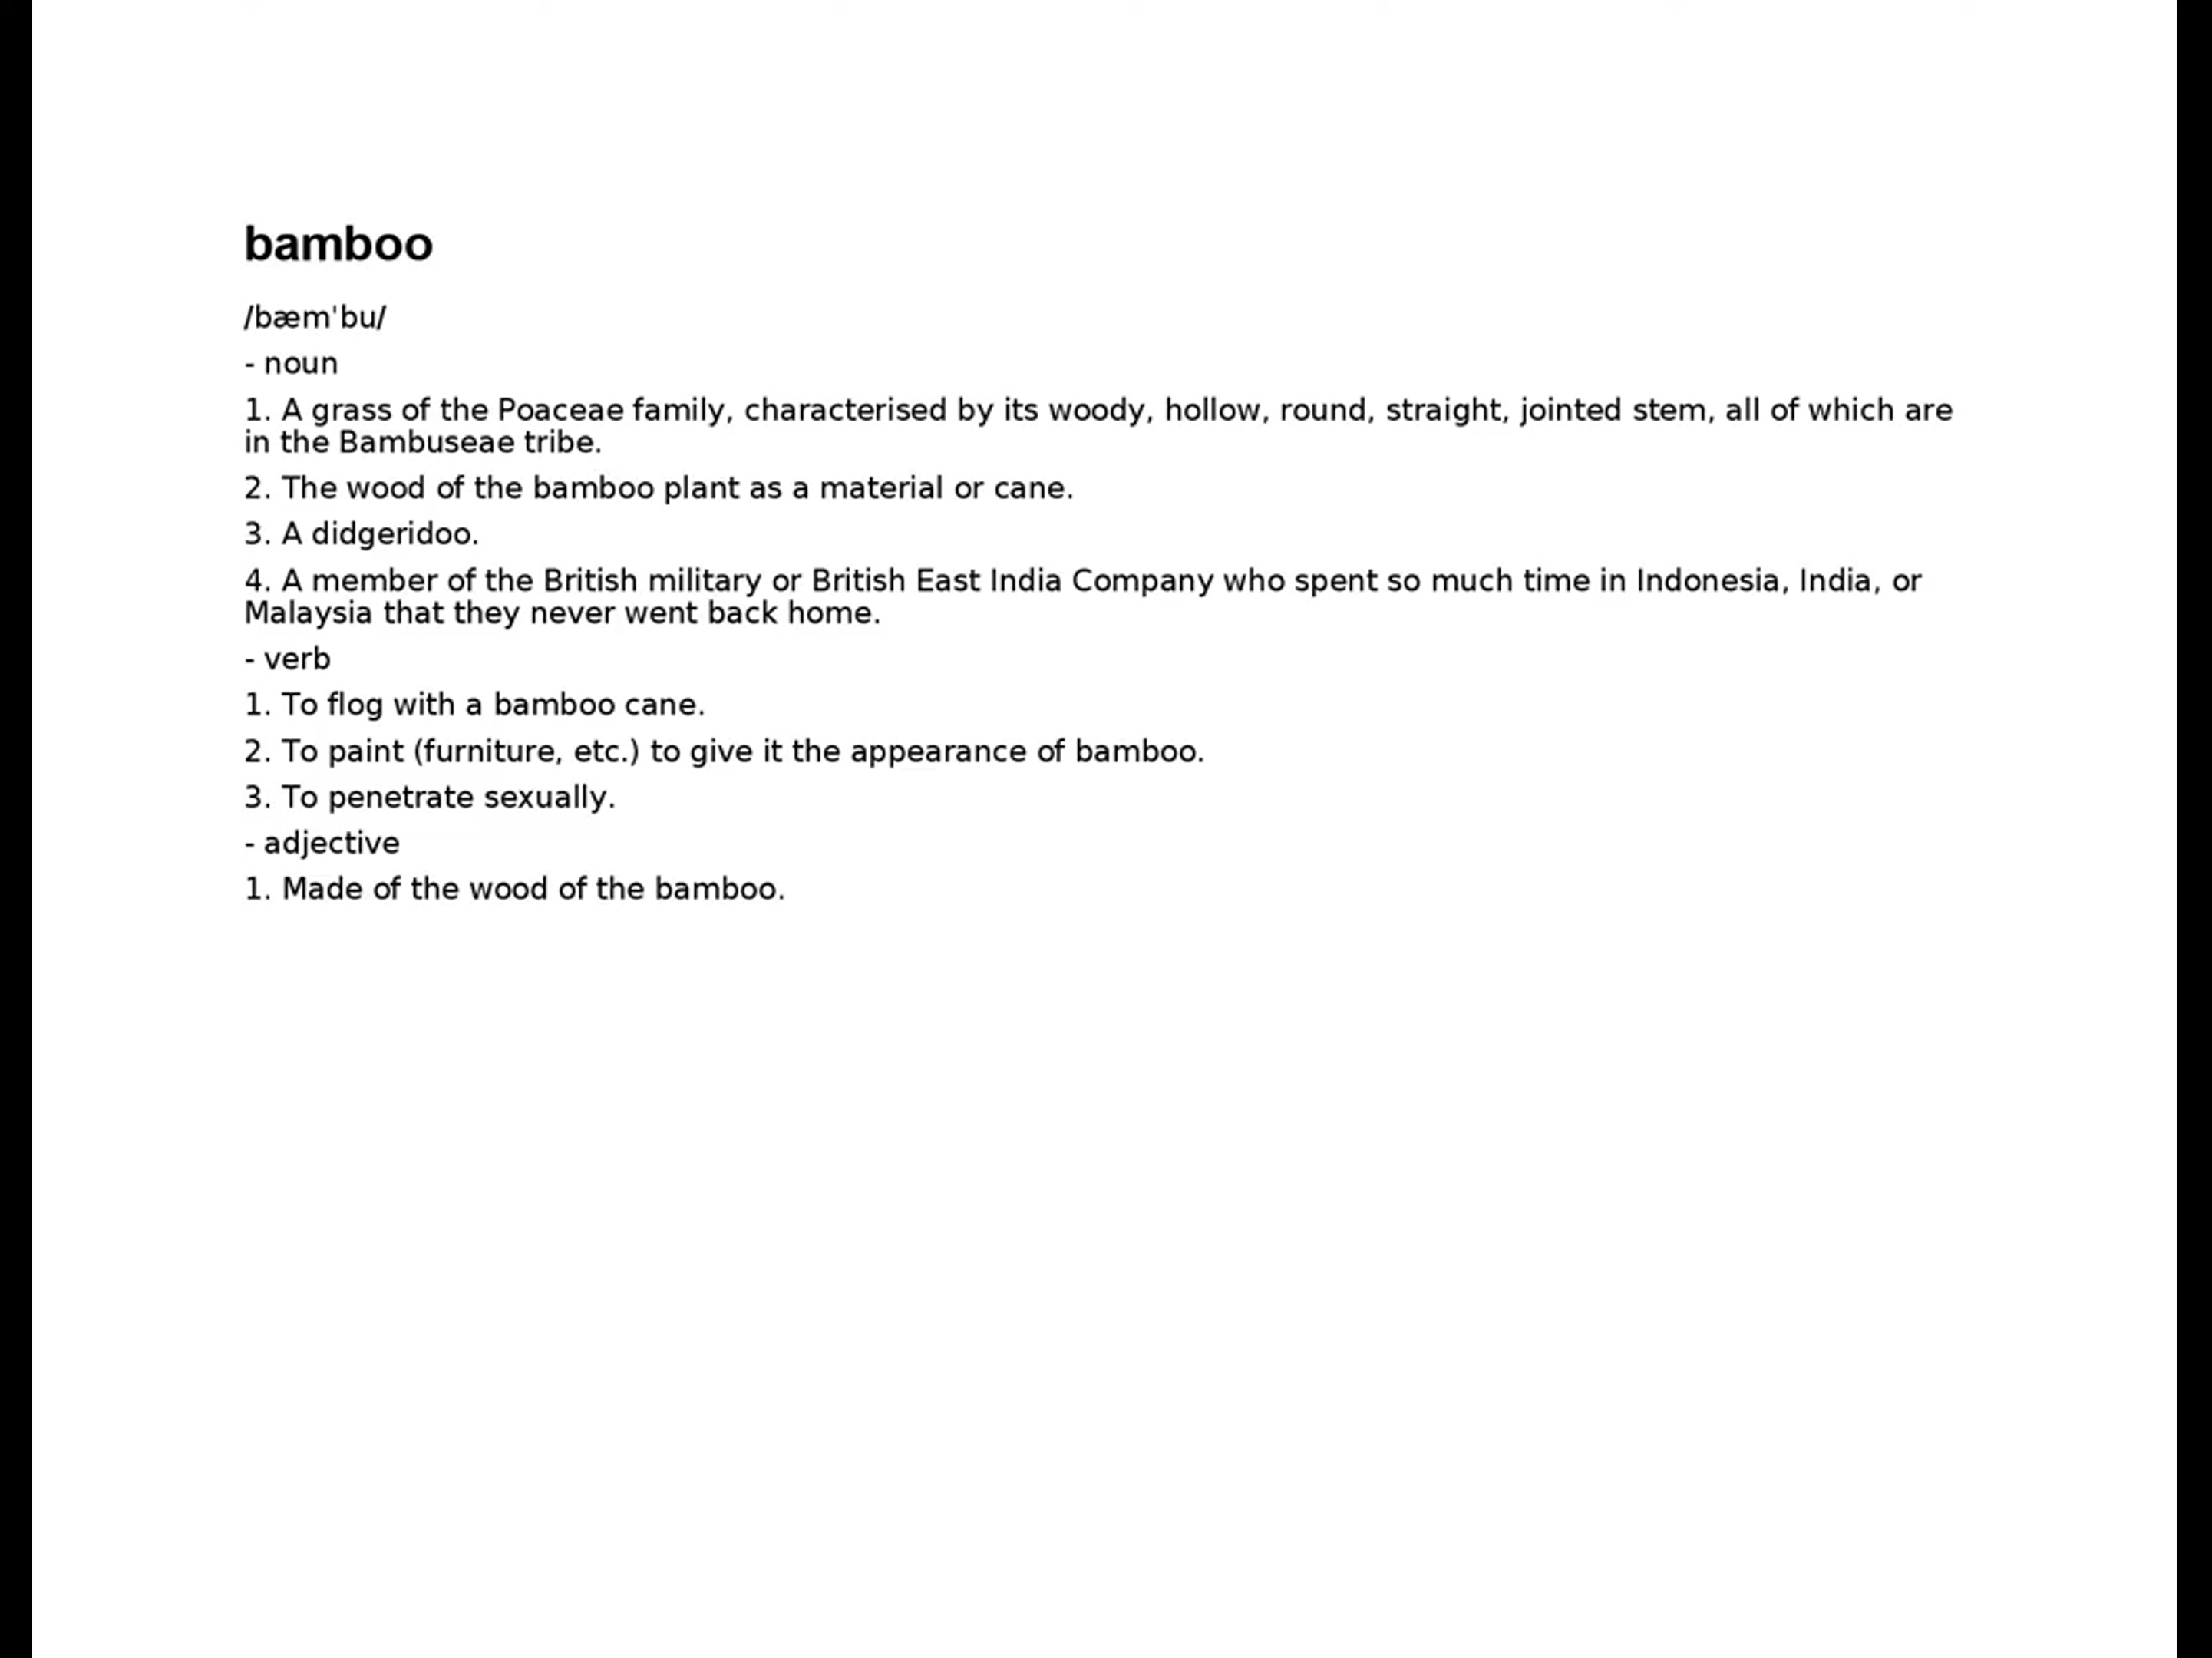 bamboo
/bæmˈbu/
- noun
1. A grass of the Poaceae family, characterised by its woody, hollow, round, straight, jointed stem, all of which are
in the Bambuseae tribe.
2. The wood of the bamboo plant as a material or cane.
3. A didgeridoo.
4. A member of the British military or British East India Company who spent so much time in Indonesia, India, or
Malaysia that they never went back home.
- verb
1. To flog with a bamboo cane.
2. To paint (furniture, etc.) to give it the appearance of bamboo.
3. To penetrate sexually.
- adjective
1. Made of the wood of the bamboo.